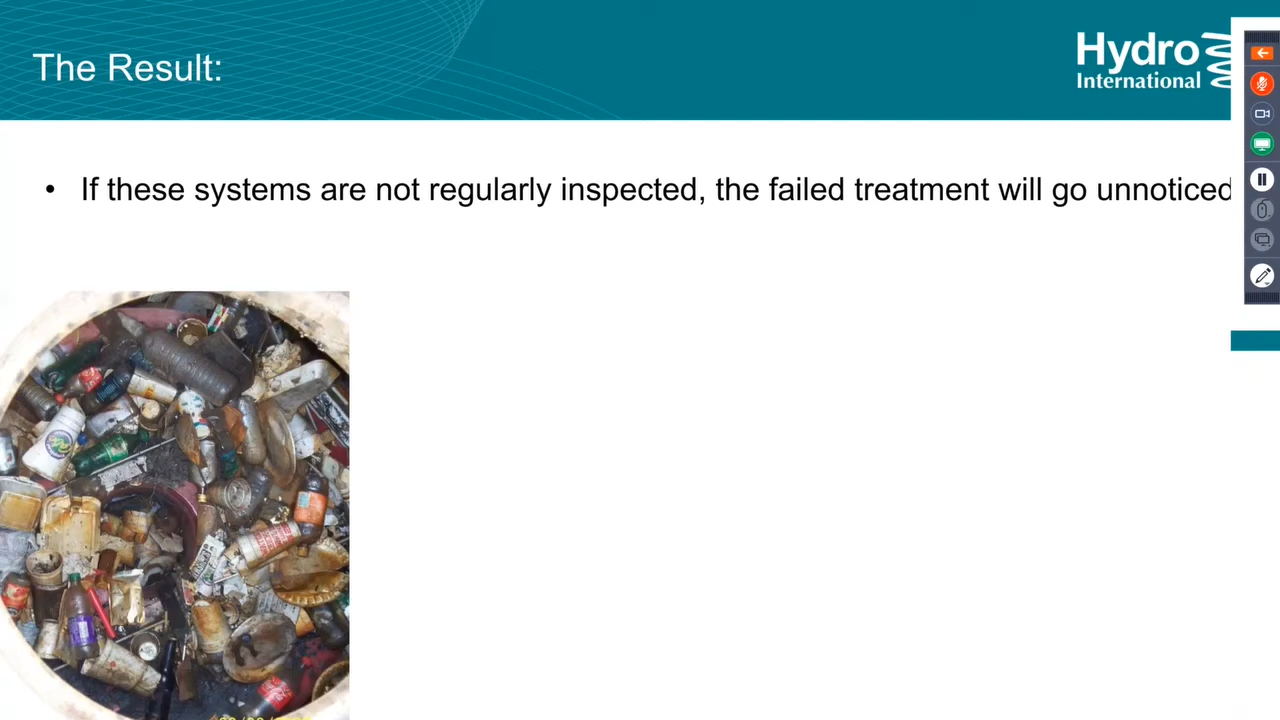 The Result:
Hydro
International
• If these systems are not regularly inspected, the failed treatment will go unnoticed